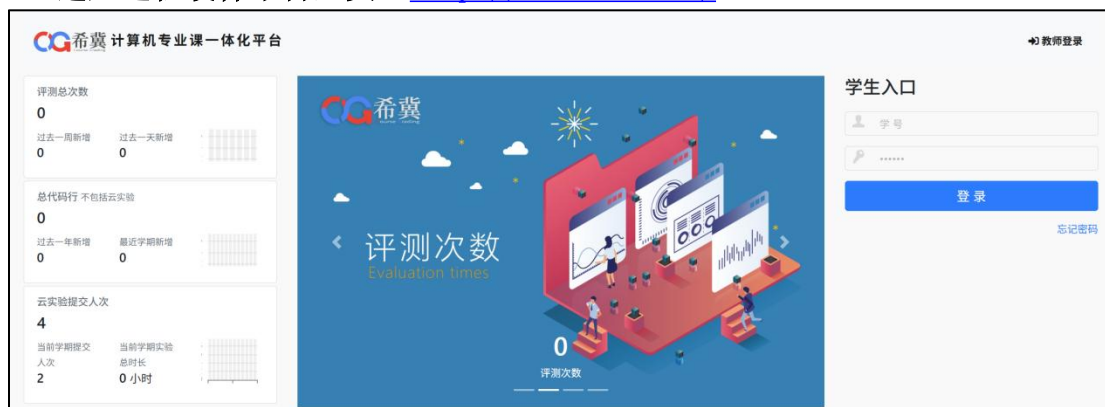 CG希冀 计算机专业课一体化平台
教师登录
评测总次数
0
过去一周新增 过去一天新增
0 0
总代码行 不包括云实验
0
过去一年新增 最近学期新增
0 0
云实验提交人次
4
当前学期提交 当前学期实验
人次 总时长
2 0 小时
CG希冀
评测次数
Evaluation times
0
评测次数
学生入口
学号
······
登 录
忘记密码